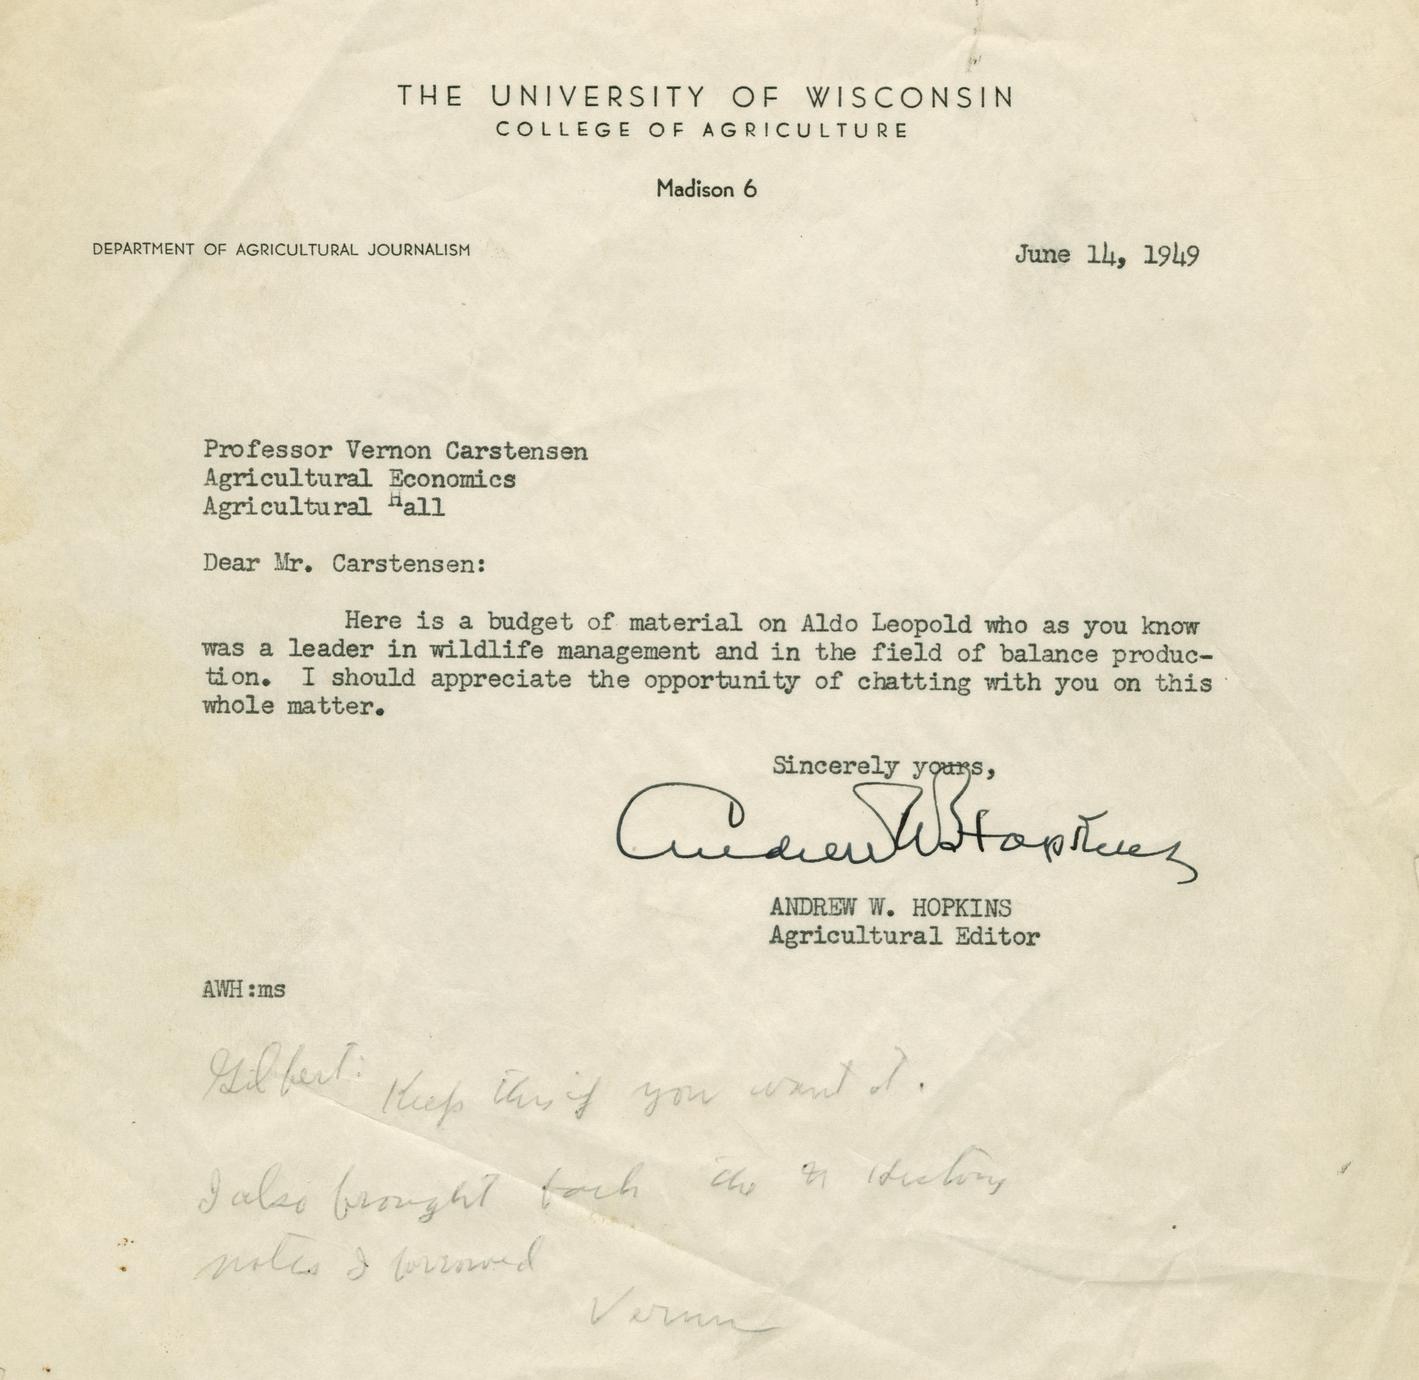 THE UNIVERSITY OF WISCONSIN
COLLEGE OF AGRICULTURE
Madison 6
DEPARTMENT OF AGRICULTURAL JOURNALISM
June 14, 1949
Professor Vernon Carstensen
Agricultural Economics
Agricultural Hall
Dear Mr. Carstensen:
Here is a budget of material on Aldo Leopold who as you know
was a leader in wildlife management and in the field of balance produc-
tion. I should appreciate the opportunity of chatting with you on this
whole matter.
Sincerely yours,
Andrew W. Hopkins
ANDREW W. HOPKINS
Agricultural Editor
AWH:ms
Gilbert:
Keep this if you want it.
I also brought back the History
notes I borrowed
Vernon